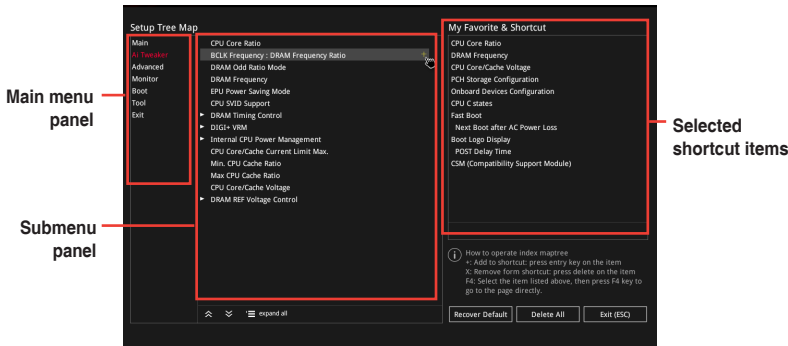 Setup Tree Map
Main
AI Tweaker
Advanced
Monitor
Boot
Tool
Exit
CPU Core Ratio
BCLK Frequency : DRAM Frequency Ratio
+
DRAM Odd Ratio Mode
DRAM Frequency
EPU Power Saving Mode
CPU SVID Support
DRAM Timing Control
DIGI+ VRM
Internal CPU Power Management
CPU Core/Cache Current Limit Max.
Min. CPU Cache Ratio
Max CPU Cache Ratio
CPU Core/Cache Voltage
DRAM REF Voltage Control
expand all
My Favorite & Shortcut
CPU Core Ratio
DRAM Frequency
CPU Core/Cache Voltage
PCH Storage Configuration
Onboard Devices Configuration
CPU C states
Fast Boot
Next Boot after AC Power Loss
Boot Logo Display
POST Delay Time
CSM (Compatibility Support Module)
i
How to operate index maptree
+: Add to shortcut: press entry key on the item
X: Remove form shortcut: press delete on the item
F4: Select the item listed above, then press F4 key to
go to the page directly.
Recover Default
Delete All
Exit (ESC)
Main menu
panel
Submenu
panel
Selected
shortcut items